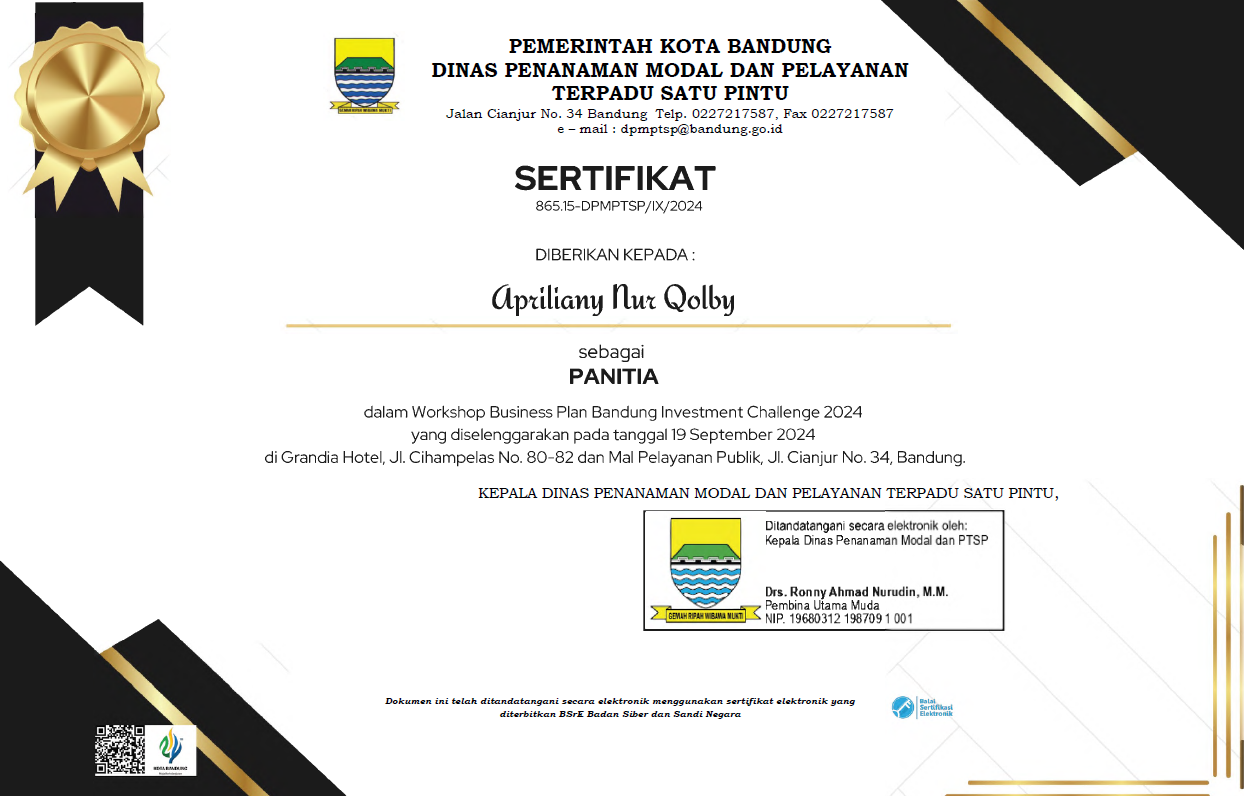 PEMERINTAH KOTA BANDUNG
DINAS PENANAMAN MODAL DAN PELAYANAN
TERPADU SATU PINTU
Jalan Cianjur No. 34 Bandung Telp. 0227217587, Fax 0227217587
e – mail : dpmptsp@bandung.go.id
SERTIFIKAT
865.15-DPMPTSP/IX/2024
DIBERIKAN KEPADA :
Apriliany Nur Qolby
sebagai
PANITIA
dalam Workshop Business Plan Bandung Investment Challenge 2024
yang diselenggarakan pada tanggal 19 September 2024
di Grandia Hotel, Jl. Cihampelas No. 80-82 dan Mal Pelayanan Publik, Jl. Cianjur No. 34, Bandung.
KEPALA DINAS PENANAMAN MODAL DAN PELAYANAN TERPADU SATU PINTU,
Ditandatangani secara elektronik oleh:
Kepala Dinas Penanaman Modal dan PTSP
Drs. Ronny Ahmad Nurudin, M.M.
Pembina Utama Muda
NIP. 19680312 198709 1 001
GEMAH RIPAH WIBAWA MUKTI
Dokumen ini telah ditandatangani secara elektronik menggunakan sertifikat elektronik yang
diterbitkan BSrE Badan Siber dan Sandi Negara
Balai
Sertifikasi
Elektronik
KOTA BANDUNG